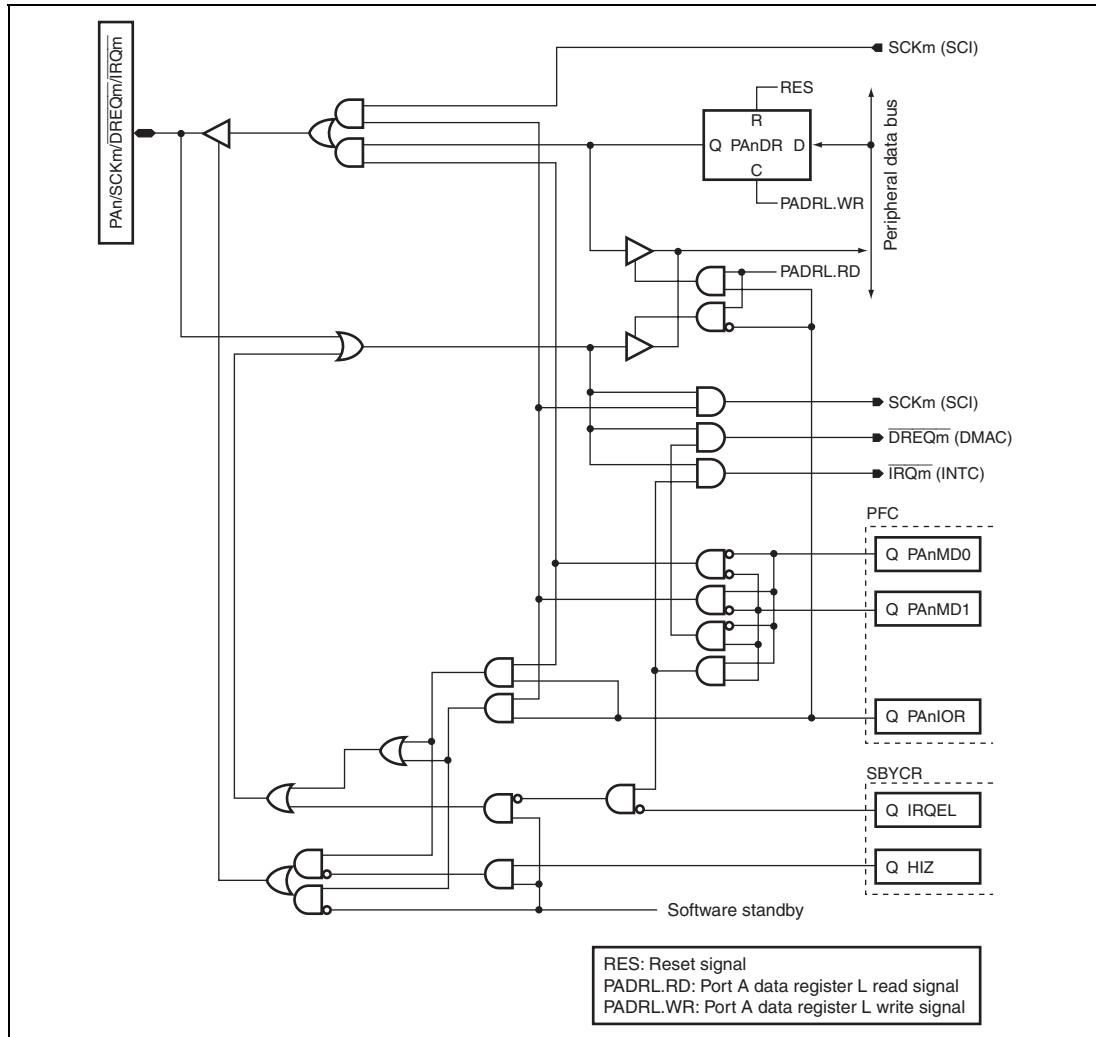 SCKm (SCI)
PAn/SCKm/DREQm/IRQm
RES
R
Q PAnDR D
C
PADRL.WR
Peripheral data bus
PADRL.RD
SCKm (SCI)
DREQm (DMAC)
IRQm (INTC)
PFC
Q PAnMD0
Q PAnMD1
Q PAnIOR
SBYCR
Q IRQEL
Q HIZ
Software standby
RES: Reset signal
PADRL.RD: Port A data register L read signal
PADRL.WR: Port A data register L write signal